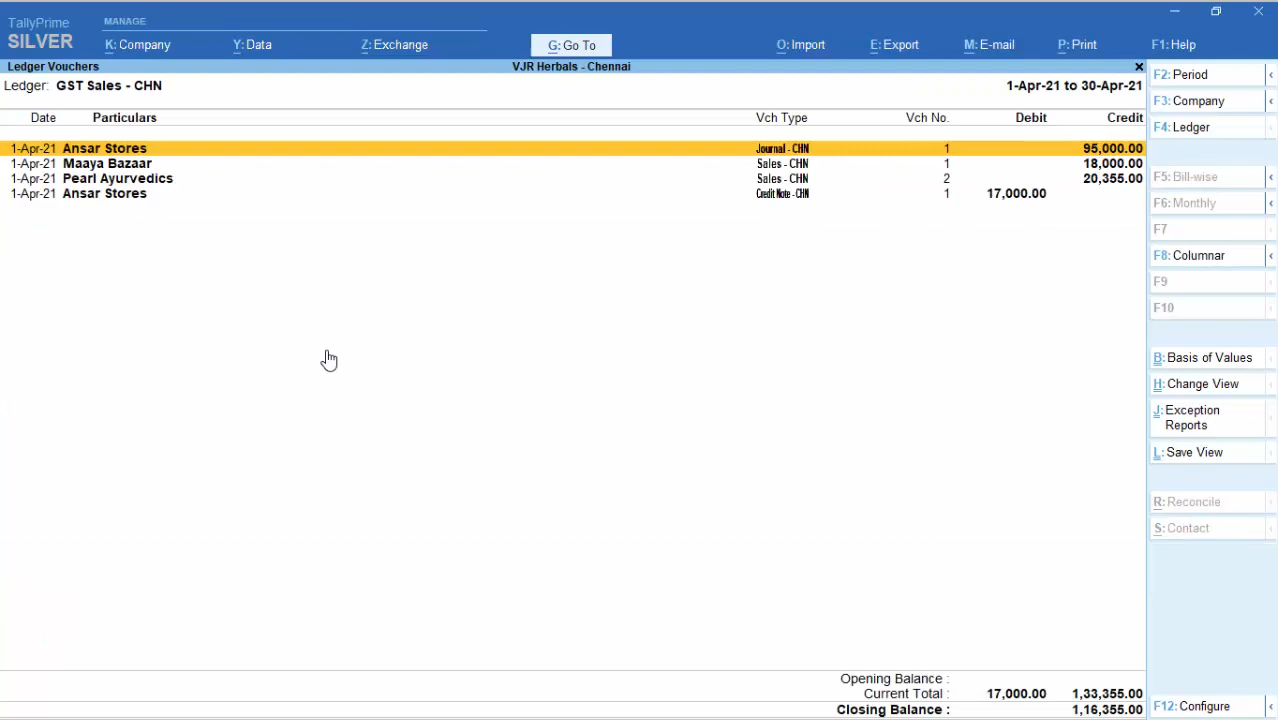 TallyPrime MANAGE
SILVER K: Company Y: Data Z: Exchange G: Go To O: Import E: Export M: E-mail P: Print F1: Help
Ledger Vouchers VJR Herbals - Chennai
Ledger: GST Sales - CHN 1-Apr-21 to 30-Apr-21
Date Particulars Vch Type Vch No. Debit Credit
1-Apr-21 Ansar Stores Journal - CHN 1 95,000.00
1-Apr-21 Maaya Bazaar Sales - CHN 1 18,000.00
1-Apr-21 Pearl Ayurvedics Sales - CHN 2 20,355.00
1-Apr-21 Ansar Stores Credit Note - CHN 1 17,000.00
Opening Balance :
Current Total : 17,000.00 1,33,355.00
Closing Balance : 1,16,355.00
F2: Period
F3: Company
F4: Ledger
F5: Bill-wise
F6: Monthly
F7
F8: Columnar
F9
F10
B: Basis of Values
H: Change View
J: Exception
Reports
L: Save View
R: Reconcile
S: Contact
F12: Configure